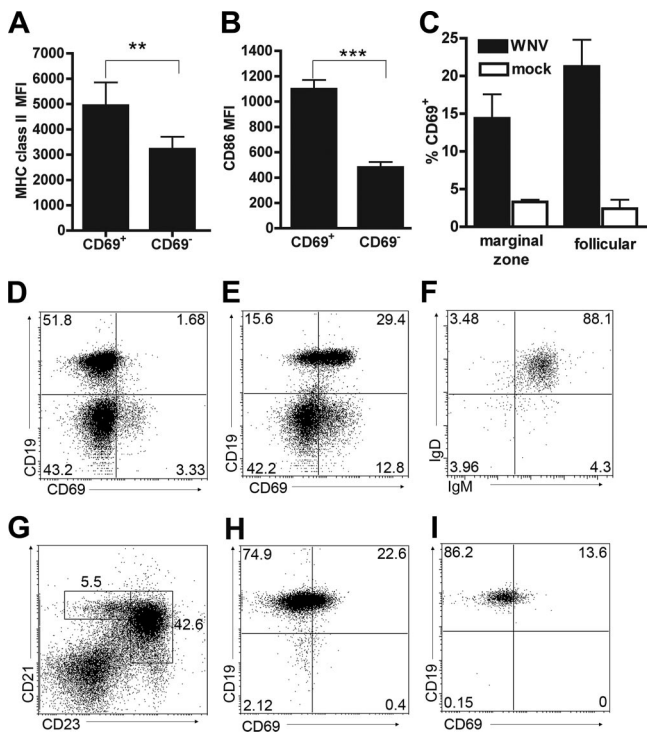 A
**
MHC class II MFI
7000
6000
5000
4000
3000
2000
1000
0
CD69+ CD69-
B
***
CD86 MFI
1400
1200
1000
800
600
400
200
0
CD69+ CD69-
C
WNV
mock
% CD69+
25
20
15
10
5
0
marginal
zone
follicular
D
51.8 1.68
43.2 3.33
CD19
CD69
E
15.6 29.4
42.2 12.8
CD19
CD69
F
3.48 88.1
3.96 4.3
IgD
IgM
G
5.5
42.6
CD21
CD23
H
74.9 22.6
2.12 0.4
CD19
CD69
I
86.2 13.6
0.15 0
CD19
CD69